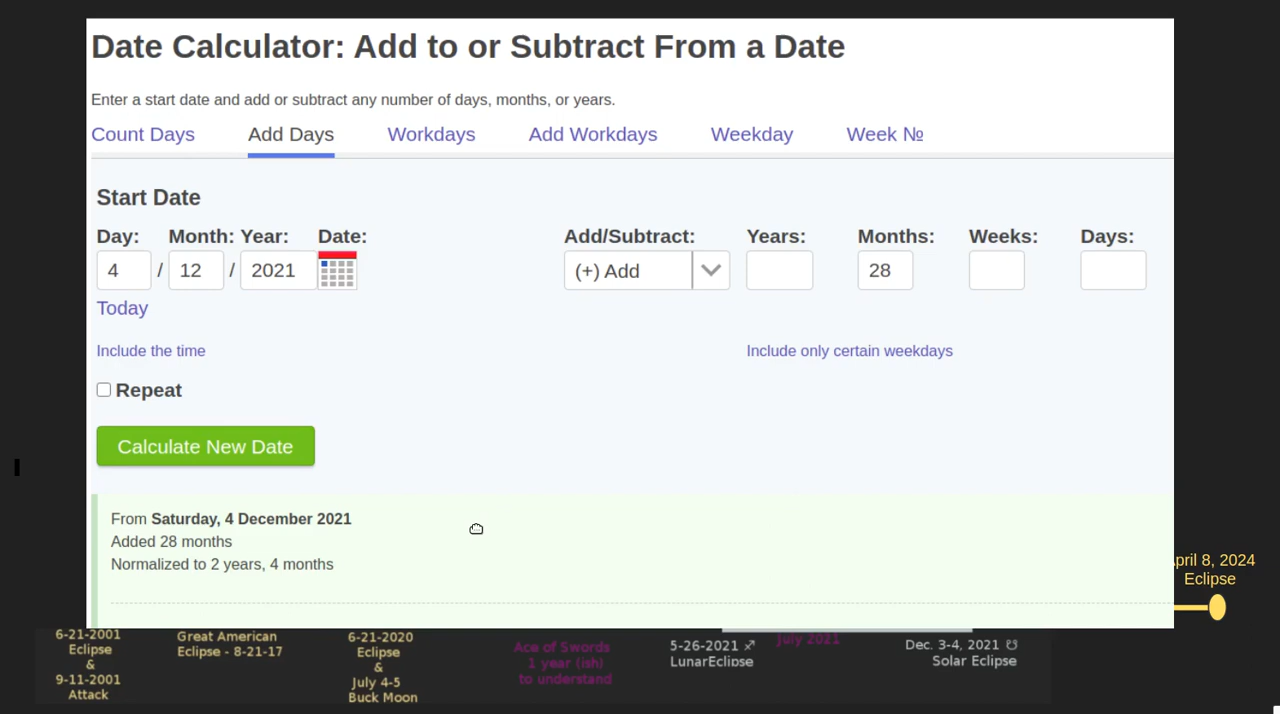 Date Calculator: Add to or Subtract From a Date
Enter a start date and add or subtract any number of days, months, or years.
Count Days Add Days Workdays Add Workdays Weekday Week №
Start Date
Day: Month: Year: Date: Add/Subtract: Years: Months: Weeks: Days:
4 / 12 / 2021 (+) Add 28
Today
Include the time Include only certain weekdays
Repeat
Calculate New Date
From Saturday, 4 December 2021
Added 28 months
Normalized to 2 years, 4 months
pril 8, 2024
Eclipse
6-21-2001
Eclipse
&
9-11-2001
Attack
Great American
Eclipse - 8-21-17
6-21-2020
Eclipse
&
July 4-5
Buck Moon
Ace of Swords
1 year (ish)
to understand
5-26-2021 ♐
LunarEclipse
July 2021
Dec. 3-4, 2021 ☋
Solar Eclipse